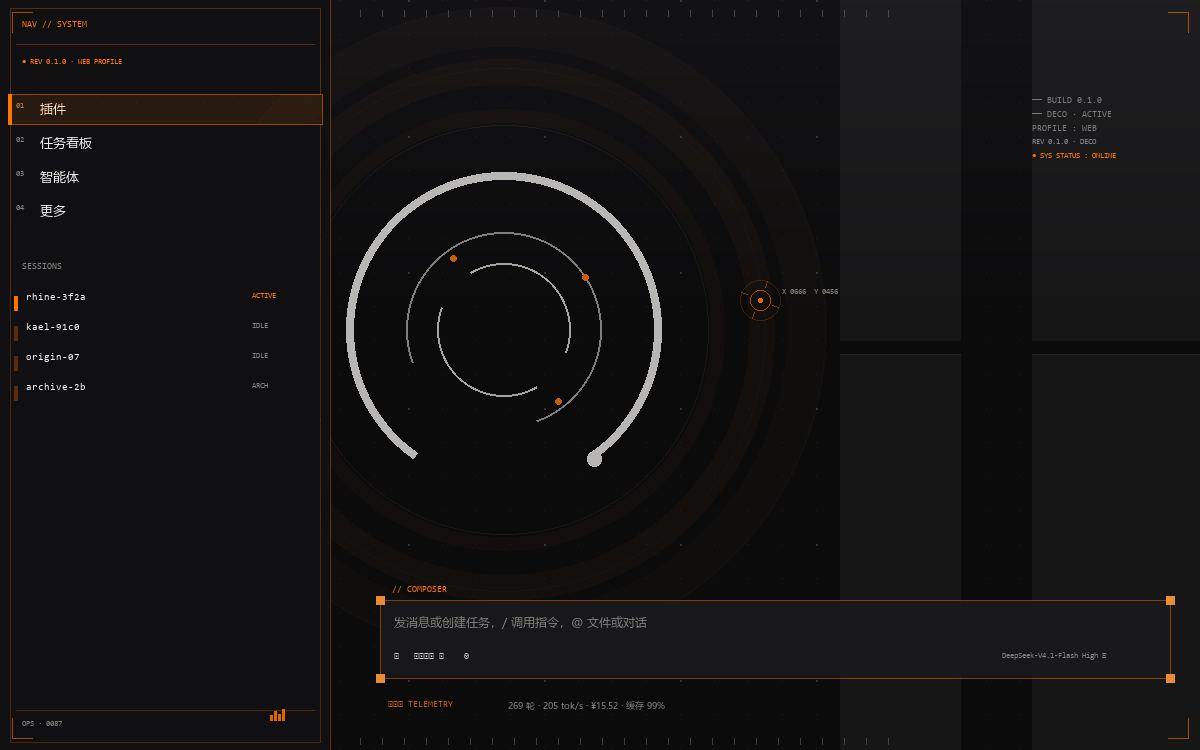 NAV // SYSTEM
● REV 0.1.0 · WEB PROFILE
01 插件
02 任务看板
03 智能体
04 更多
SESSIONS
rhine-3f2a ACTIVE
kael-91c0 IDLE
origin-07 IDLE
archive-2b ARCH
OPS · 0087
— BUILD 0.1.0
— DECO · ACTIVE
PROFILE : WEB
REV 0.1.0 · DECO
● SYS STATUS : ONLINE
X 0666 Y 0456
// COMPOSER
发消息或创建任务, / 调用指令, @ 文件或对话
DeepSeek-V4.1-Flash High
TELEMETRY 269 轮 · 205 tok/s · ¥15.52 · 缓存 99%